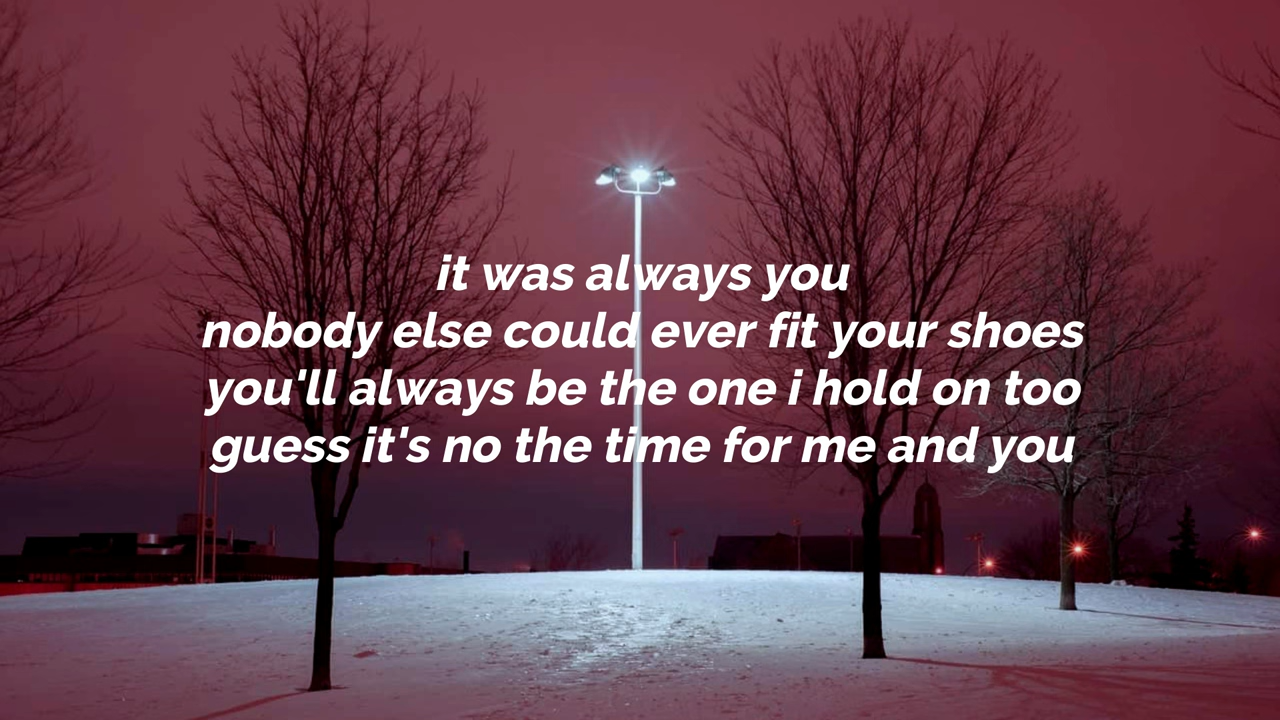 it was always you
nobody else could ever fit your shoes
you'll always be the one i hold on too
guess it's no the time for me and you